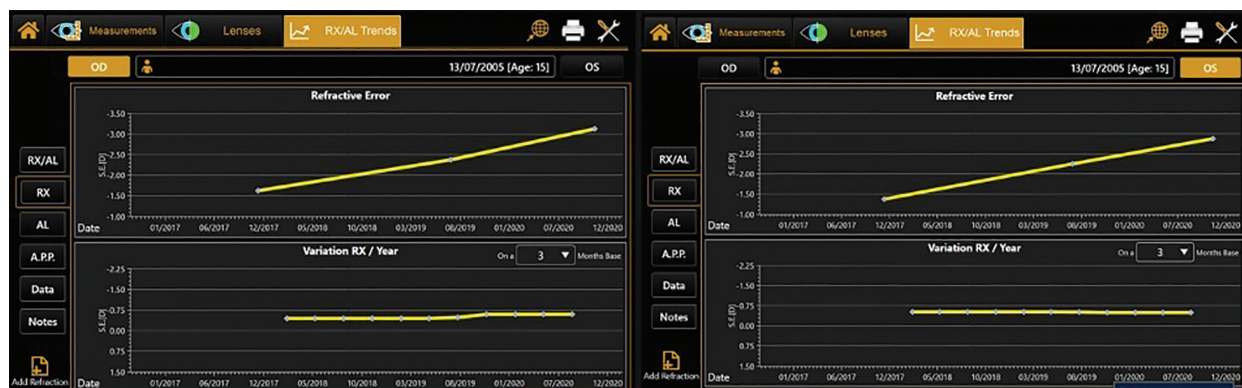 Measurements Lenses RX/AL Trends
OD 13/07/2005 [Age: 15] OS
Refractive Error
-3.50
-3.00
-2.50
-2.00
-1.50
-1.00
S.E.[D]
Date 01/2017 06/2017 12/2017 05/2018 10/2018 03/2019 08/2019 01/2020 07/2020 12/2020
RX/AL
RX
AL
A.P.P.
Data
Notes
Add Refraction
Variation RX / Year
On a 3 Months Base
-2.25
-1.50
-0.75
0.00
0.75
1.50
S.E.[D]
Date 01/2017 06/2017 12/2017 05/2018 10/2018 03/2019 08/2019 01/2020 07/2020 12/2020
Measurements Lenses RX/AL Trends
OD 13/07/2005 [Age: 15] OS
Refractive Error
-3.50
-3.00
-2.50
-2.00
-1.50
-1.00
S.E.[D]
Date 01/2017 06/2017 12/2017 05/2018 10/2018 03/2019 08/2019 01/2020 07/2020 12/2020
RX/AL
RX
AL
A.P.P.
Data
Notes
Add Refraction
Variation RX / Year
On a 3 Months Base
-2.25
-1.50
-0.75
0.00
0.75
1.50
S.E.[D]
Date 01/2017 06/2017 12/2017 05/2018 10/2018 03/2019 08/2019 01/2020 07/2020 12/2020